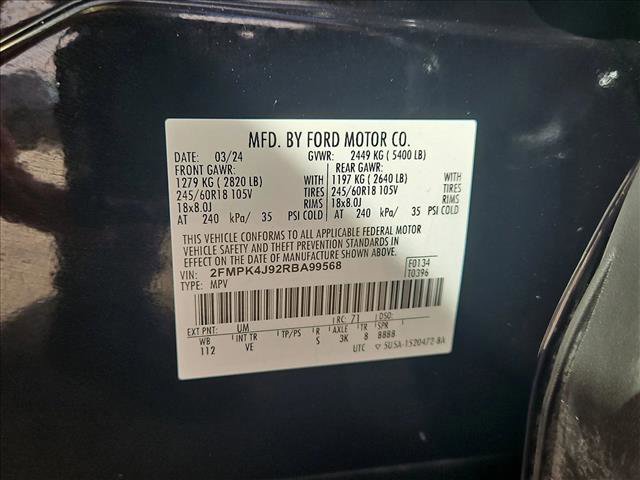 MFD. BY FORD MOTOR CO.
DATE: 03/24 GVWR: 2449 KG ( 5400 LB)
FRONT GAWR: REAR GAWR:
1279 KG ( 2820 LB) WITH 1197 KG ( 2640 LB) WITH
245/60R18 105V TIRES 245/60R18 105V TIRES
18x8.0J RIMS 18x8.0J RIMS
AT 240 kPa/ 35 PSI COLD AT 240 kPa/ 35 PSI COLD
THIS VEHICLE CONFORMS TO ALL APPLICABLE FEDERAL MOTOR
VEHICLE SAFETY AND THEFT PREVENTION STANDARDS IN
EFFECT ON THE DATE OF MANUFACTURE SHOWN ABOVE.
VIN: 2FMPK4J92RBA99568 F0134
TYPE: MPV T0396
EXT PNT: UM RC: 71 DSO:
WB INT TR TP/PS R AXLE TR SPR
112 VE S 3K 8 8888
UTC ▽ 5U5A-1520472-BA